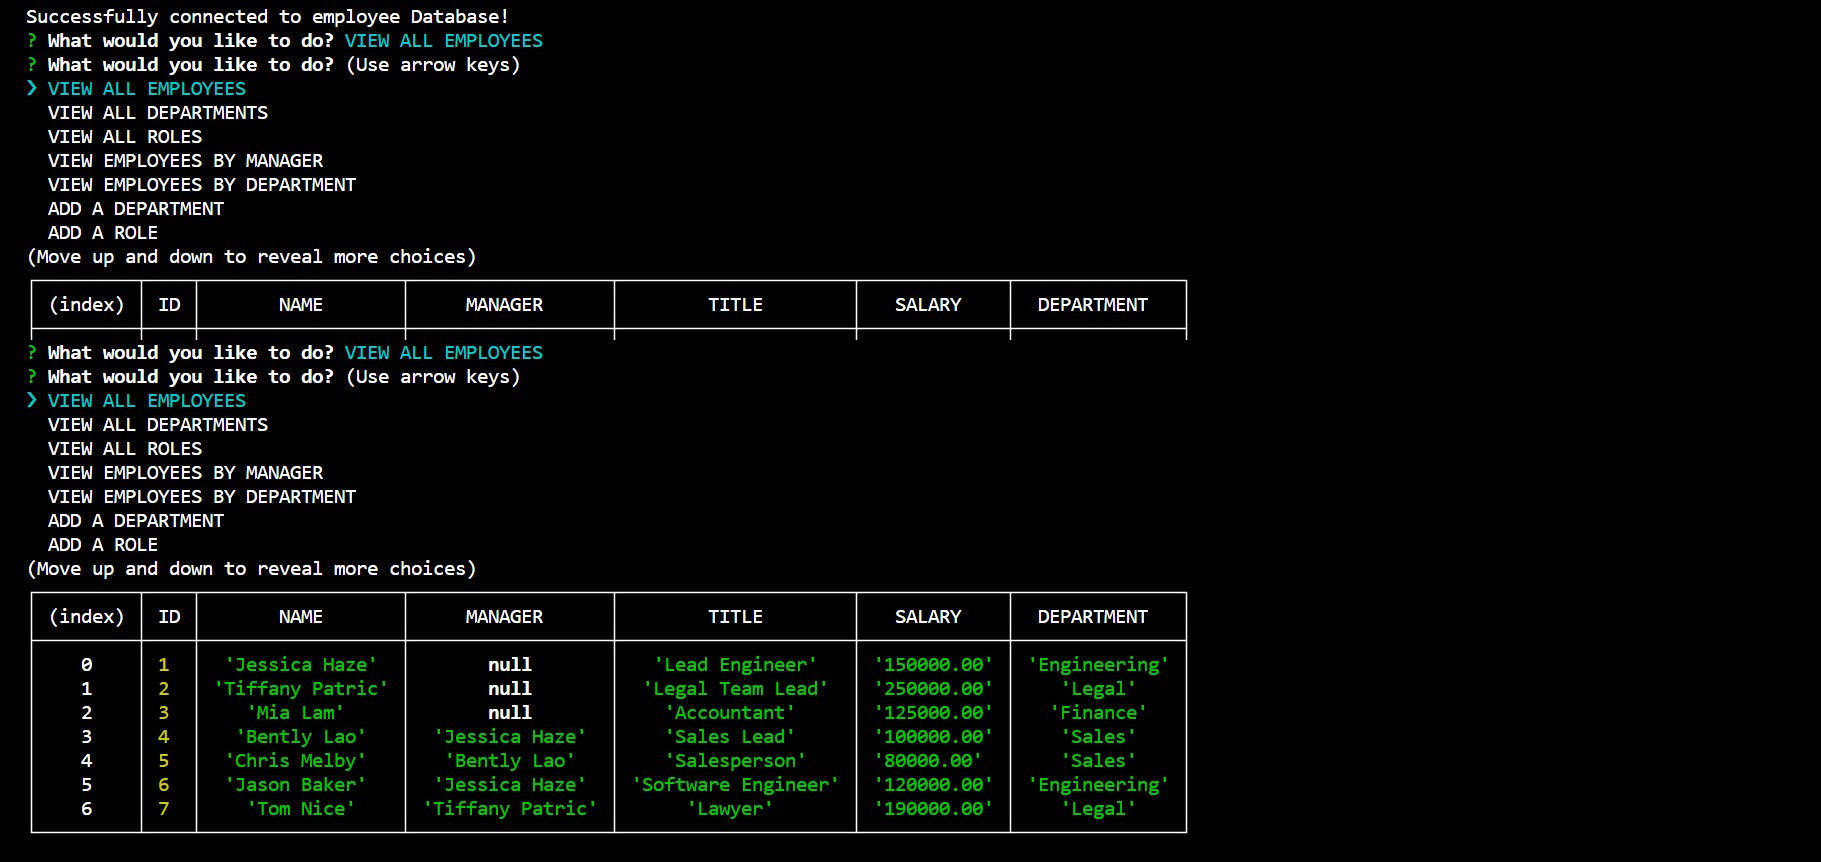 Successfully connected to employee Database!
? What would you like to do? VIEW ALL EMPLOYEES
? What would you like to do? (Use arrow keys)
❯ VIEW ALL EMPLOYEES
VIEW ALL DEPARTMENTS
VIEW ALL ROLES
VIEW EMPLOYEES BY MANAGER
VIEW EMPLOYEES BY DEPARTMENT
ADD A DEPARTMENT
ADD A ROLE
(Move up and down to reveal more choices)
(index) ID NAME MANAGER TITLE SALARY DEPARTMENT
? What would you like to do? VIEW ALL EMPLOYEES
? What would you like to do? (Use arrow keys)
❯ VIEW ALL EMPLOYEES
VIEW ALL DEPARTMENTS
VIEW ALL ROLES
VIEW EMPLOYEES BY MANAGER
VIEW EMPLOYEES BY DEPARTMENT
ADD A DEPARTMENT
ADD A ROLE
(Move up and down to reveal more choices)
(index) ID NAME MANAGER TITLE SALARY DEPARTMENT
0 1 'Jessica Haze' null 'Lead Engineer' '150000.00' 'Engineering'
1 2 'Tiffany Patric' null 'Legal Team Lead' '250000.00' 'Legal'
2 3 'Mia Lam' null 'Accountant' '125000.00' 'Finance'
3 4 'Bently Lao' 'Jessica Haze' 'Sales Lead' '100000.00' 'Sales'
4 5 'Chris Melby' 'Bently Lao' 'Salesperson' '80000.00' 'Sales'
5 6 'Jason Baker' 'Jessica Haze' 'Software Engineer' '120000.00' 'Engineering'
6 7 'Tom Nice' 'Tiffany Patric' 'Lawyer' '190000.00' 'Legal'